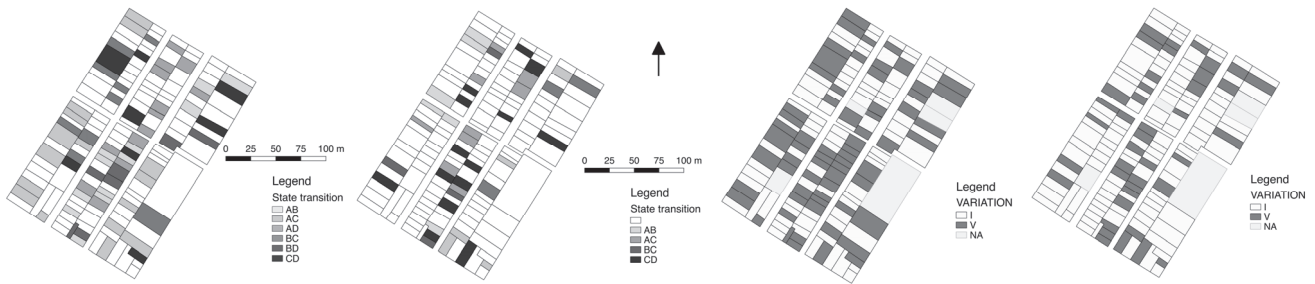 0 25 50 75 100 m
Legend
State transition
AB
AC
AD
BC
BD
CD
0 25 50 75 100 m
Legend
State transition
AB
AC
BC
CD
Legend
VARIATION
I
V
NA
Legend
VARIATION
I
V
NA